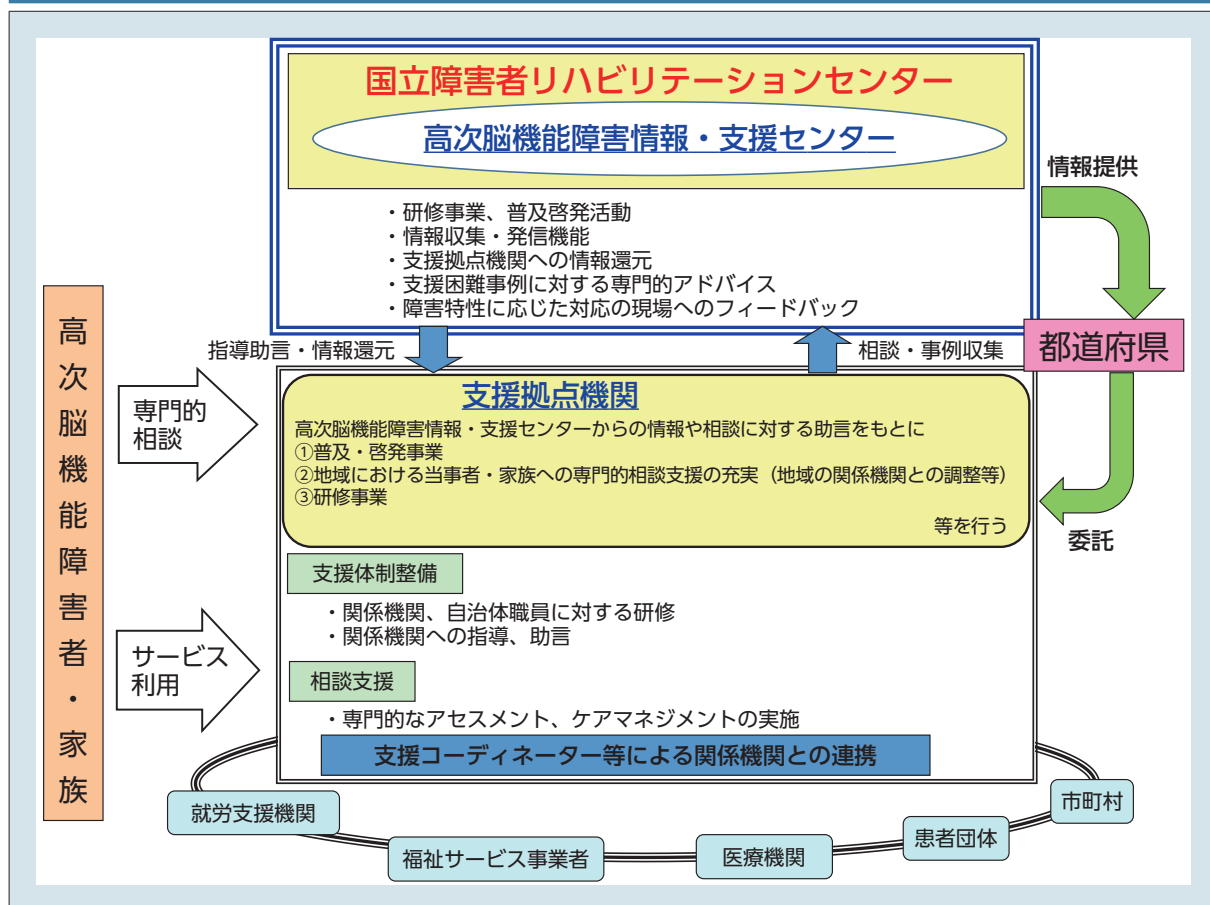 国立障害者リハビリテーションセンター
高次脳機能障害情報・支援センター
・研修事業、普及啓発活動
・情報収集・発信機能
・支援拠点機関への情報還元
・支援困難事例に対する専門的アドバイス
・障害特性に応じた対応の現場へのフィードバック
情報提供
都道府県
委託
指導助言・情報還元
相談・事例収集
高次脳機能障害者・家族
専門的
相談
サービス
利用
支援拠点機関
高次脳機能障害情報・支援センターからの情報や相談に対する助言をもとに
①普及・啓発事業
②地域における当事者・家族への専門的相談支援の充実（地域の関係機関との調整等）
③研修事業
等を行う
支援体制整備
・関係機関、自治体職員に対する研修
・関係機関への指導、助言
相談支援
・専門的なアセスメント、ケアマネジメントの実施
支援コーディネーター等による関係機関との連携
就労支援機関
福祉サービス事業者
医療機関
患者団体
市町村